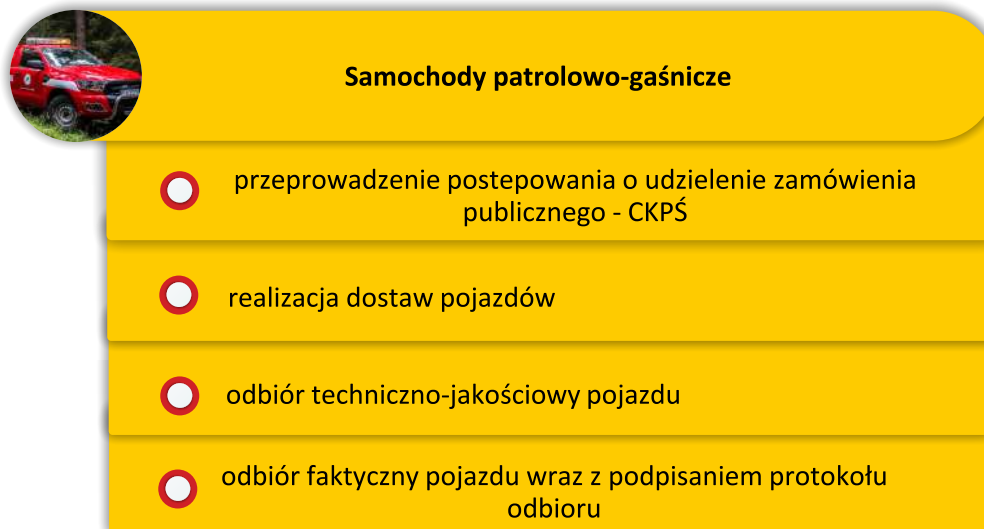 Samochody patrolowo-gaśnicze
przeprowadzenie postepowania o udzielenie zamówienia
publicznego - CKPŚ
realizacja dostaw pojazdów
odbiór techniczno-jakościowy pojazdu
odbiór faktyczny pojazdu wraz z podpisaniem protokołu
odbioru